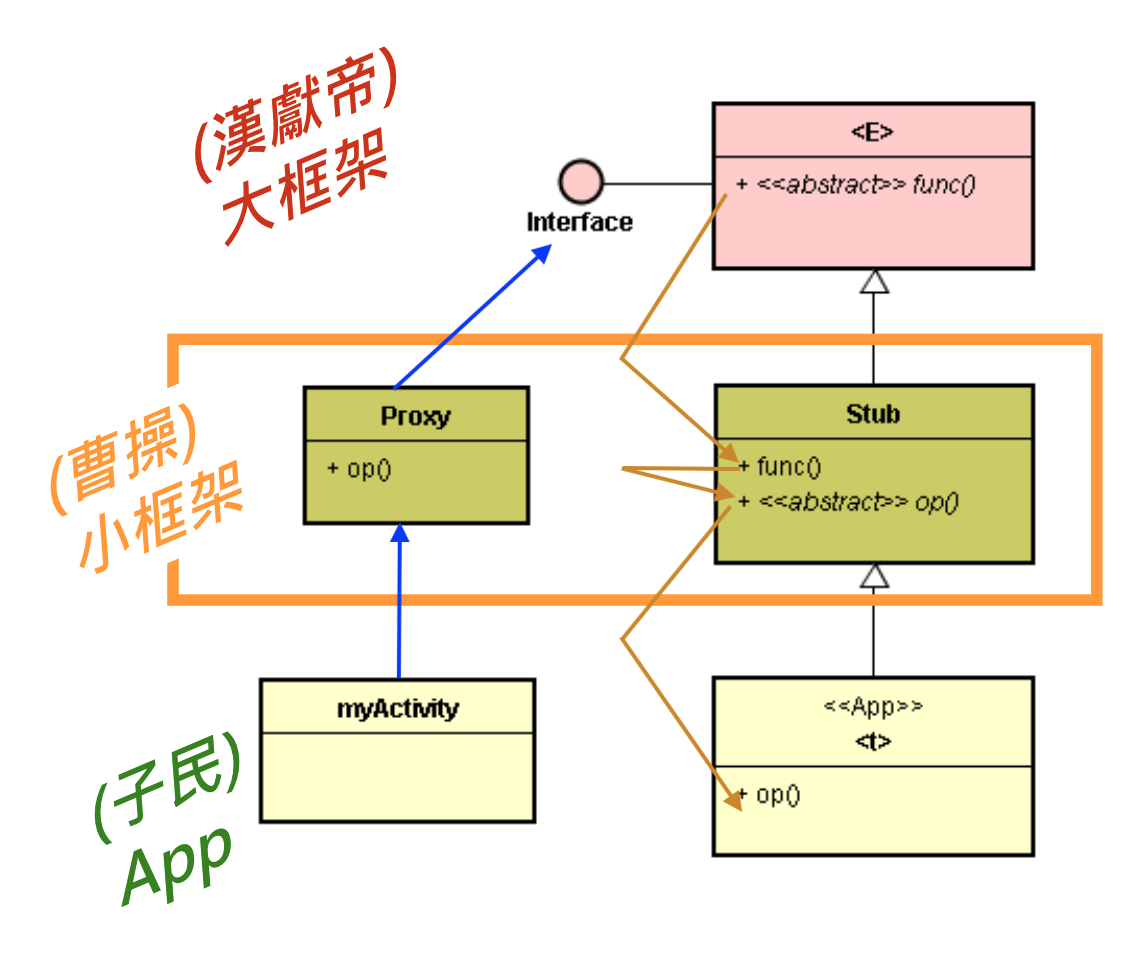 (漢獻帝)
大框架
<E>
+ <<abstract>> func()
Interface
(曹操)
小框架
Proxy
+ op()
Stub
+ func()
+ <<abstract>> op()
(子民)
App
myActivity
<<App>>
<t>
+ op()